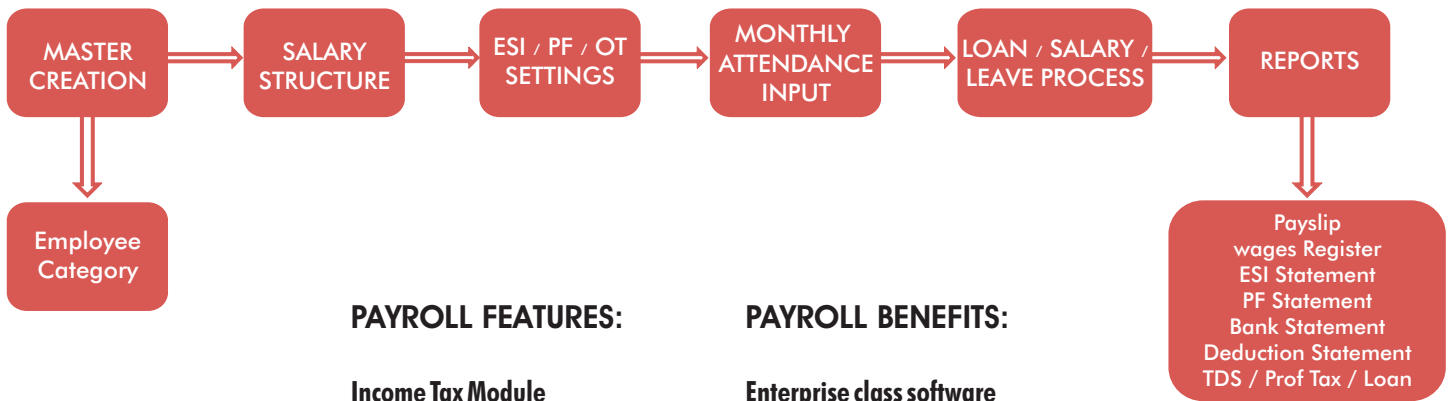 MASTER
CREATION
SALARY
STRUCTURE
ESI / PF / OT
SETTINGS
MONTHLY
ATTENDANCE
INPUT
LOAN / SALARY /
LEAVE PROCESS
REPORTS
Employee
Category
Payslip
wages Register
ESI Statement
PF Statement
Bank Statement
Deduction Statement
TDS / Prof Tax / Loan
PAYROLL FEATURES:
Income Tax Module
PAYROLL BENEFITS:
Enterprise class software